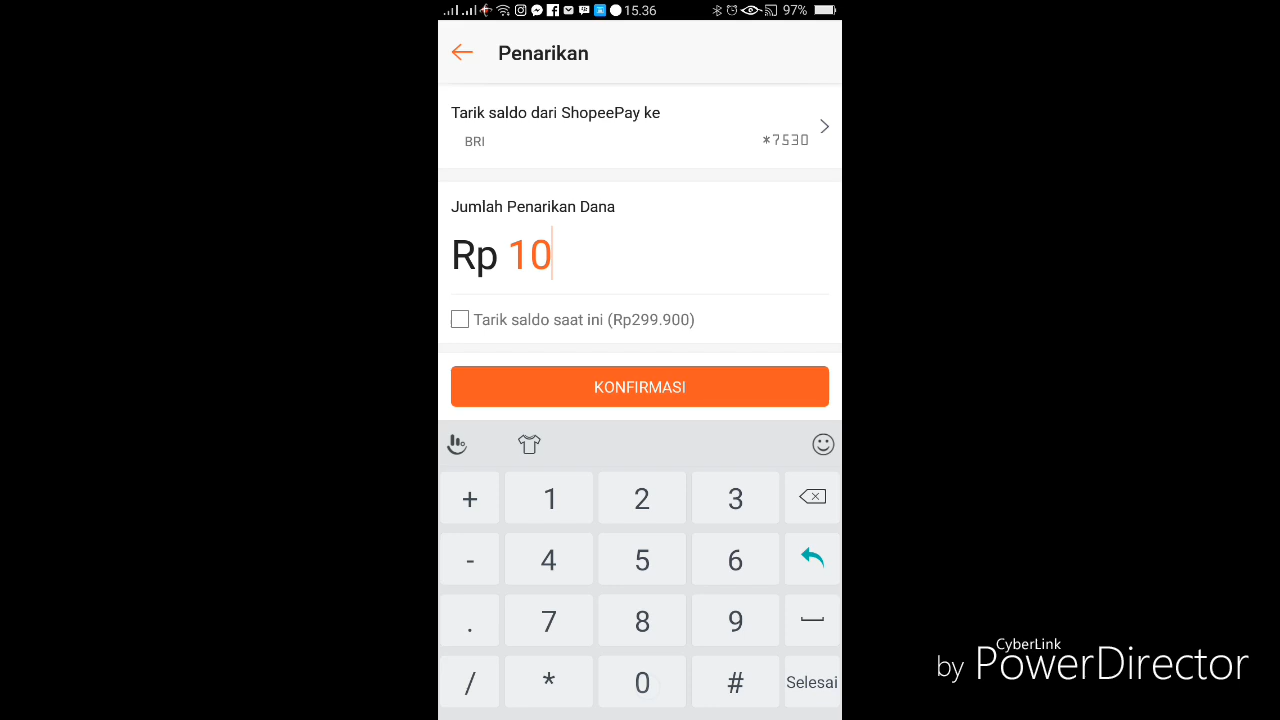 15.36
97%
Penarikan
Tarik saldo dari ShopeePay ke
BRI *7530
Jumlah Penarikan Dana
Rp 10
Tarik saldo saat ini (Rp299.900)
KONFIRMASI
+ 1 2 3
- 4 5 6
. 7 8 9
/ * 0 # Selesai
CyberLink
by PowerDirector